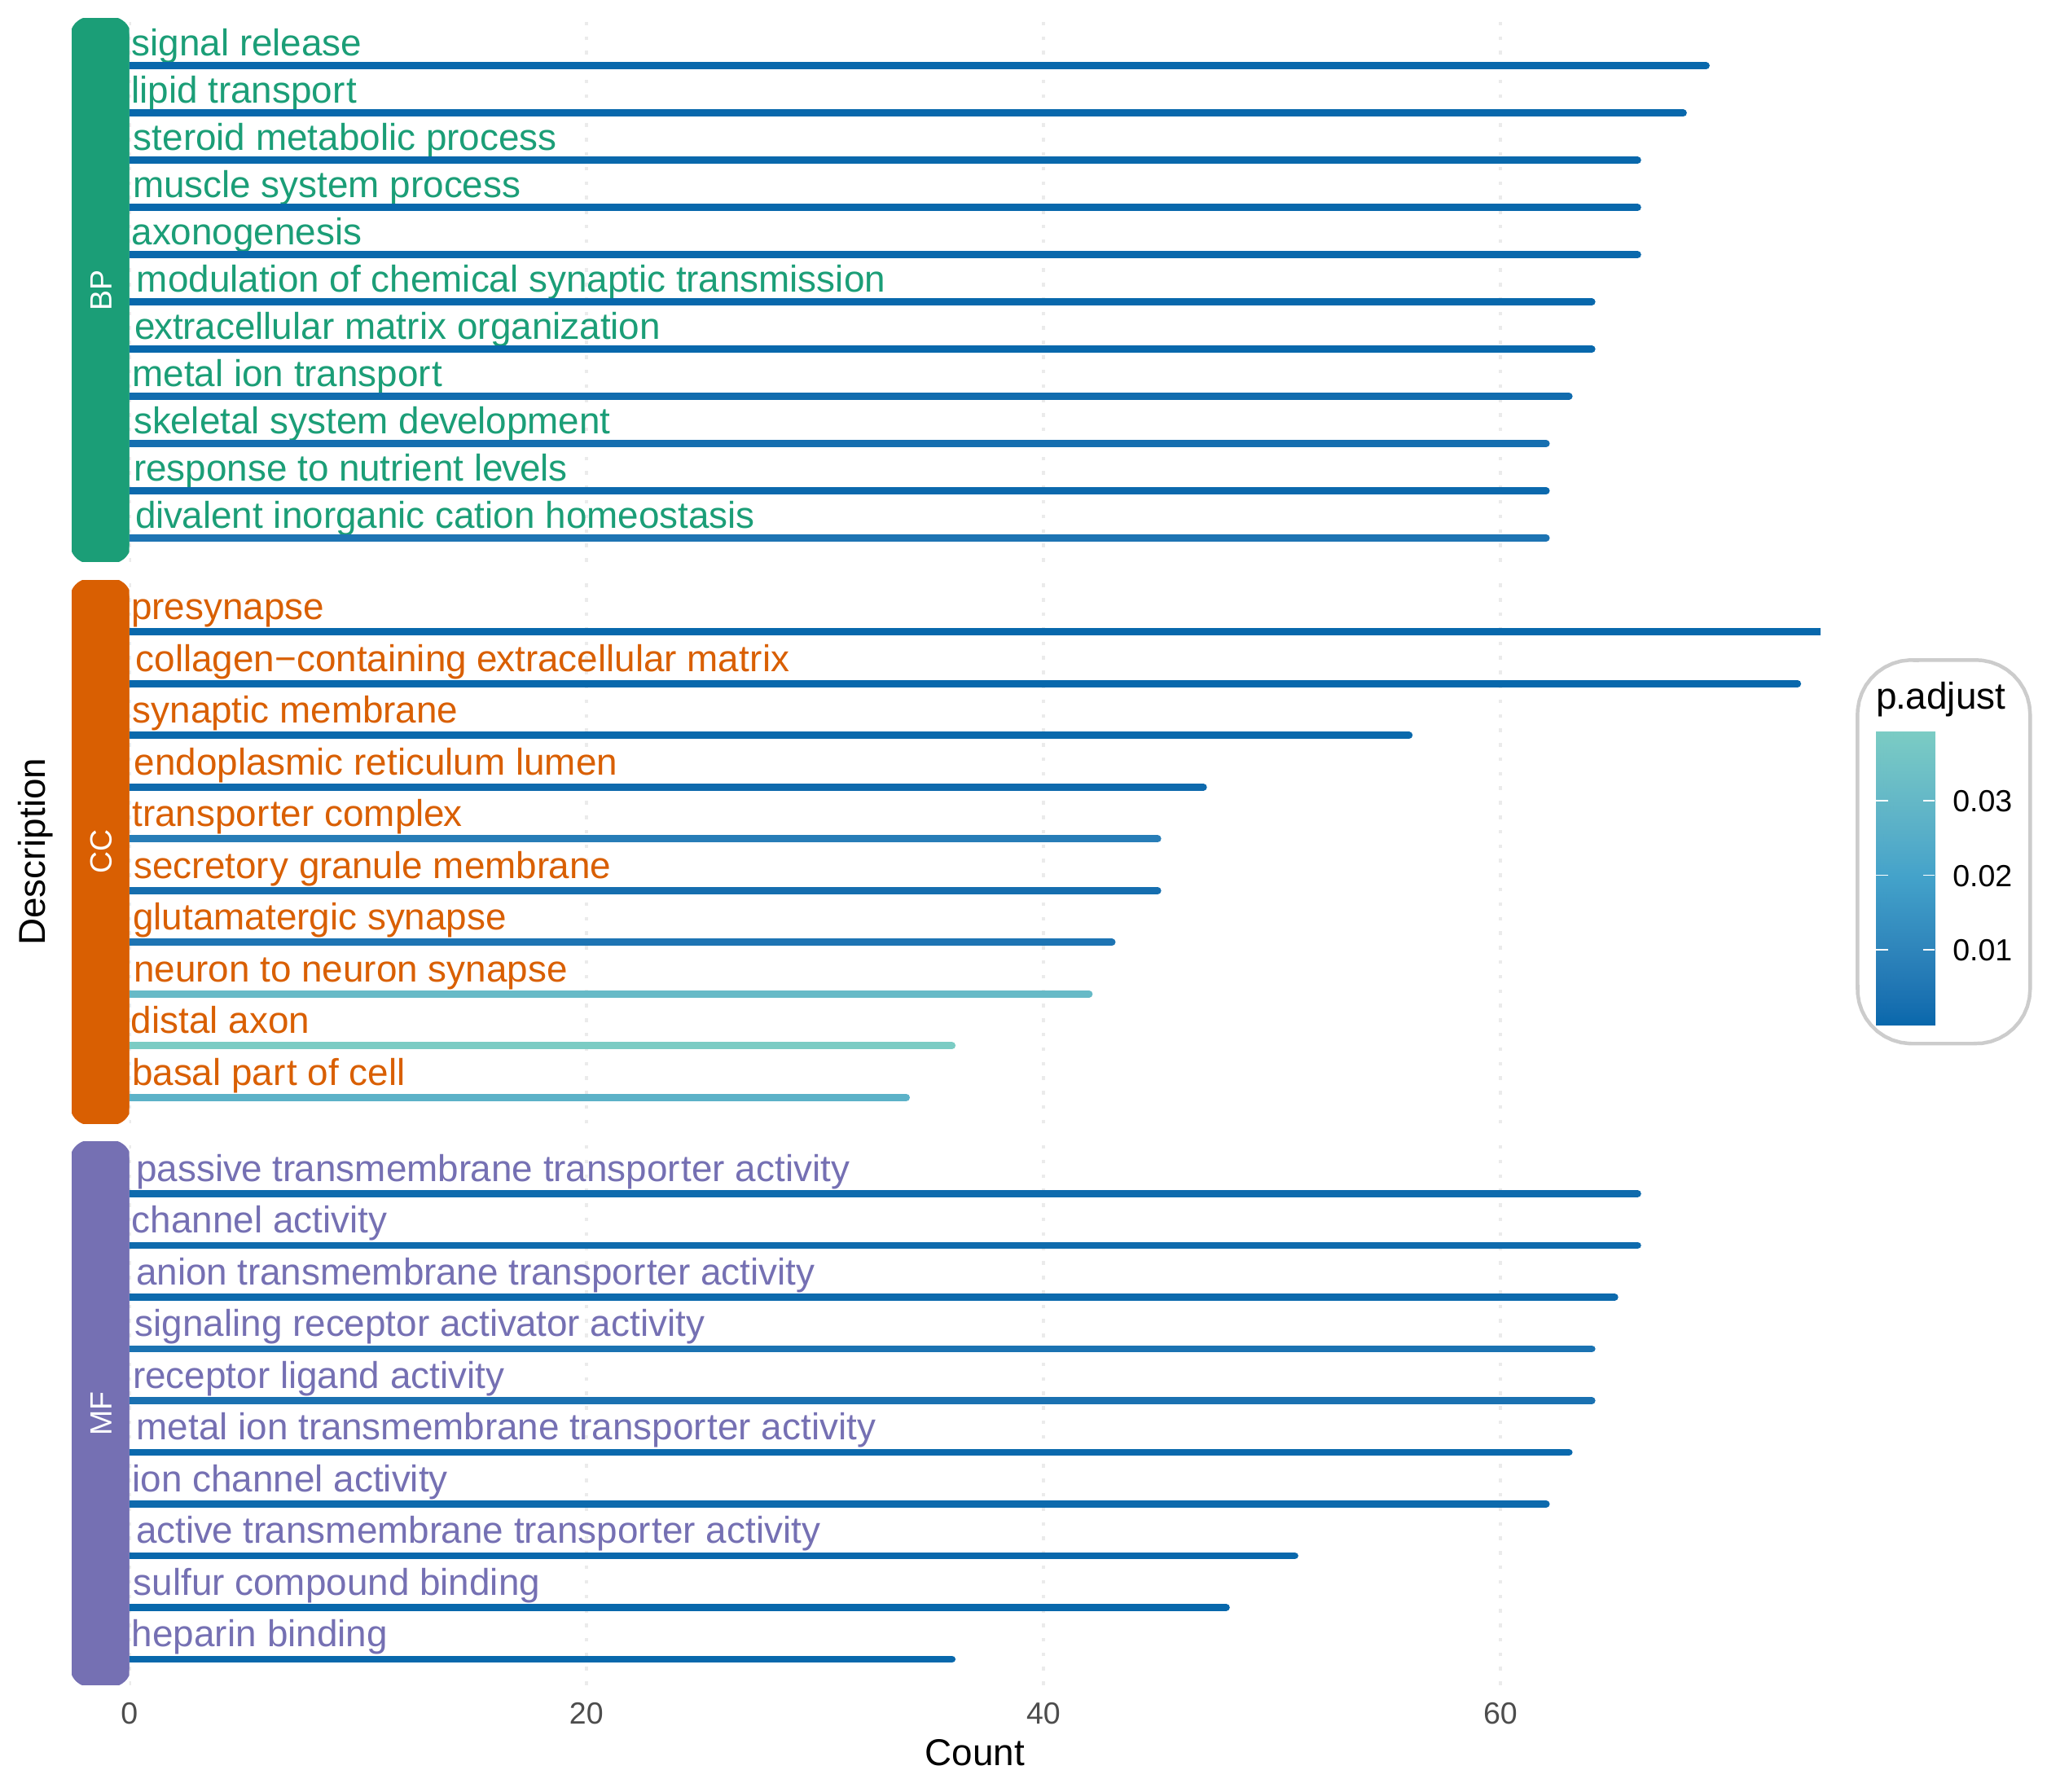 Description
BP
signal release
lipid transport
steroid metabolic process
muscle system process
axonogenesis
modulation of chemical synaptic transmission
extracellular matrix organization
metal ion transport
skeletal system development
response to nutrient levels
divalent inorganic cation homeostasis
CC
presynapse
collagen−containing extracellular matrix
synaptic membrane
endoplasmic reticulum lumen
transporter complex
secretory granule membrane
glutamatergic synapse
neuron to neuron synapse
distal axon
basal part of cell
MF
passive transmembrane transporter activity
channel activity
anion transmembrane transporter activity
signaling receptor activator activity
receptor ligand activity
metal ion transmembrane transporter activity
ion channel activity
active transmembrane transporter activity
sulfur compound binding
heparin binding
0 20 40 60
Count
p.adjust
0.03
0.02
0.01